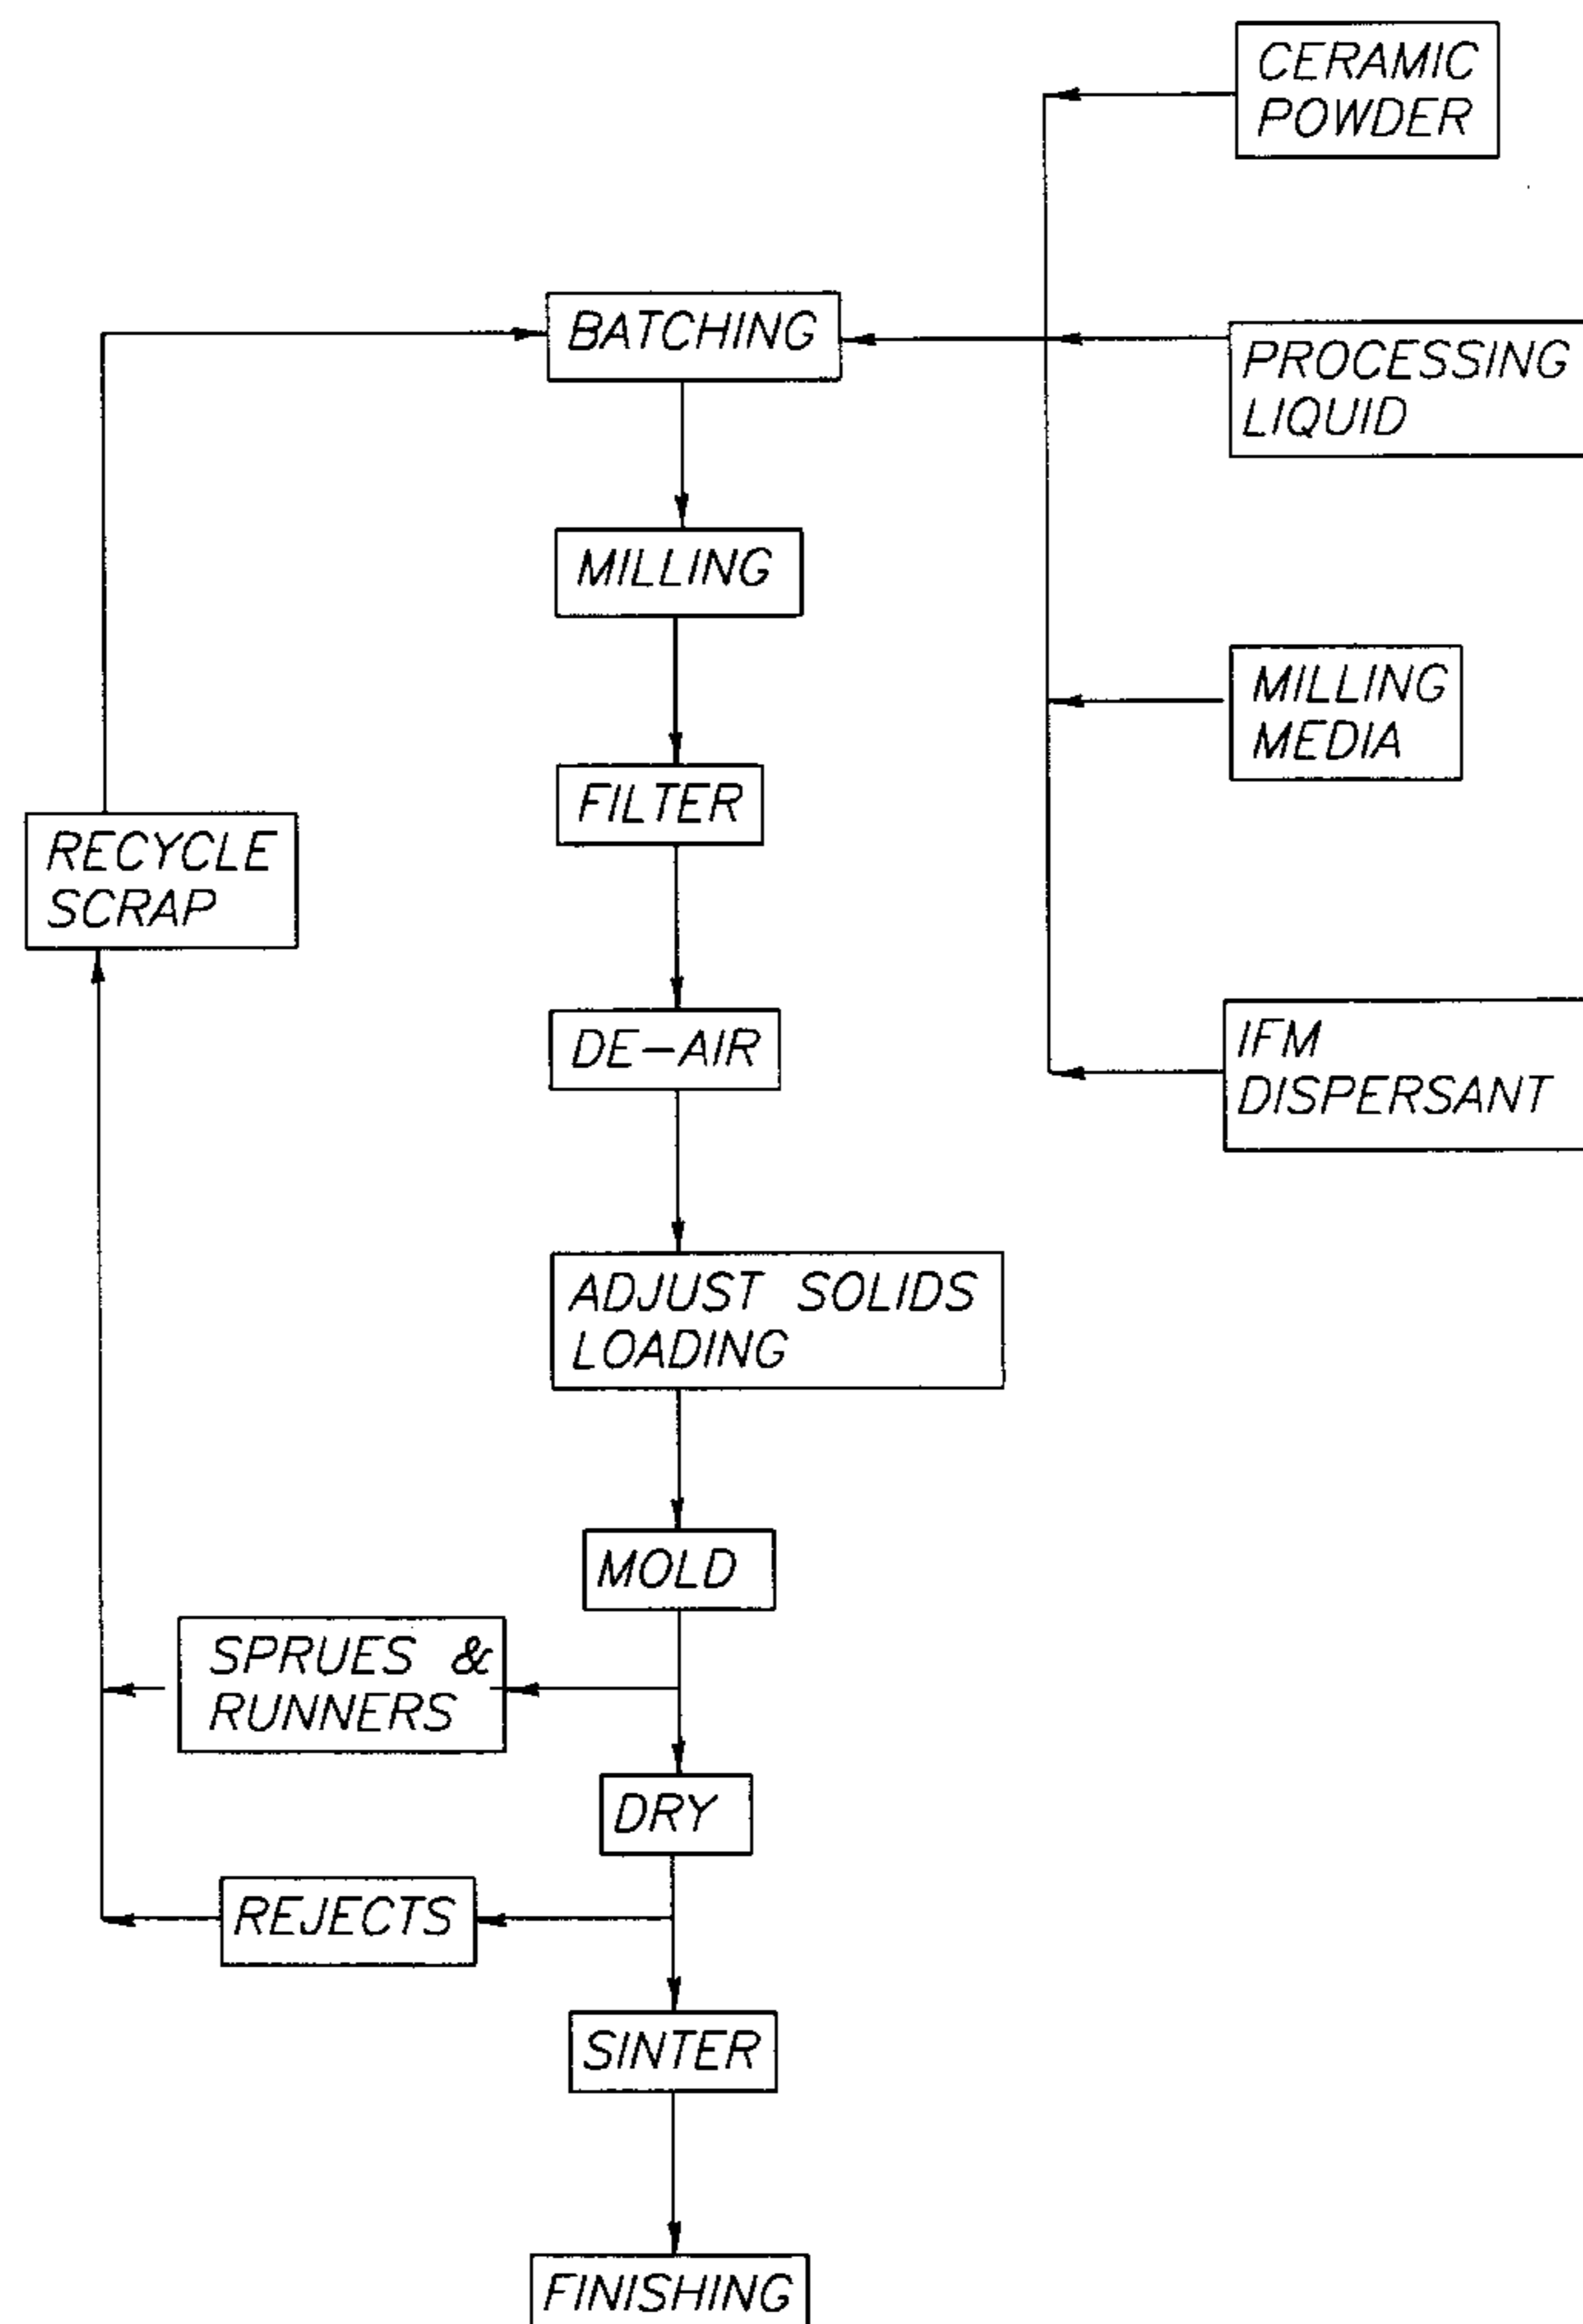 CERAMIC
POWDER
BATCHING
PROCESSING
LIQUID
MILLING
MILLING
MEDIA
FILTER
RECYCLE
SCRAP
DE-AIR
IFM
DISPERSANT
ADJUST SOLIDS
LOADING
MOLD
SPRUES &
RUNNERS
DRY
REJECTS
SINTER
FINISHING